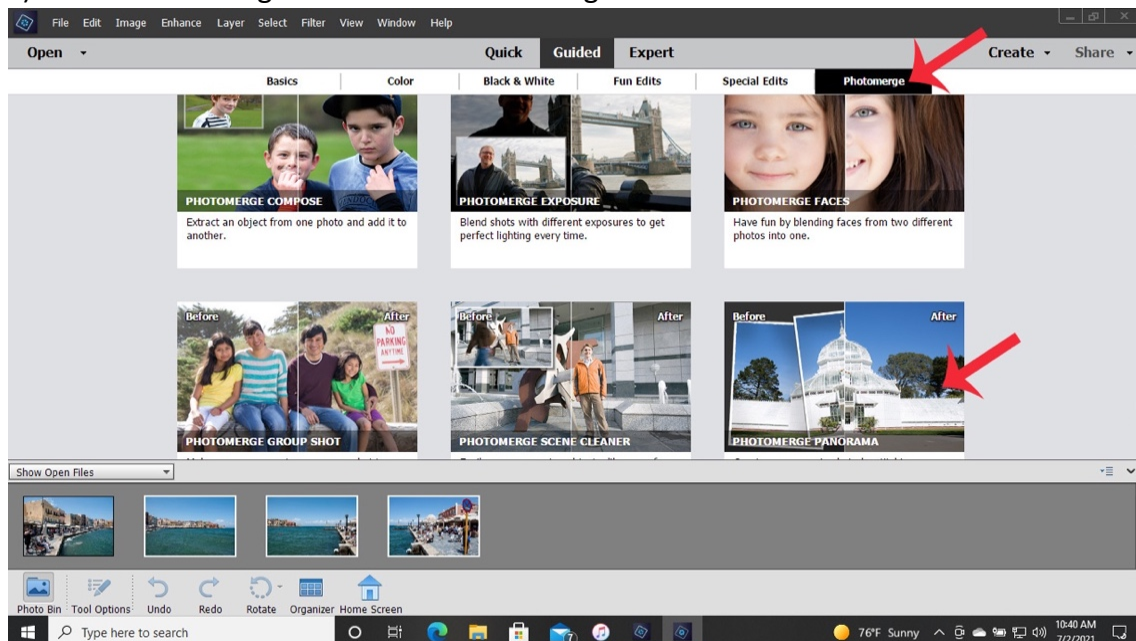 File Edit Image Enhance Layer Select Filter View Window Help
Open Quick Guided Expert Create Share
Basics Color Black & White Fun Edits Special Edits Photomerge
PHOTOMERGE COMPOSE
Extract an object from one photo and add it to
another.
PHOTOMERGE EXPOSURE
Blend shots with different exposures to get
perfect lighting every time.
PHOTOMERGE FACES
Have fun by blending faces from two different
photos into one.
Before After
NO
PARKING
ANYTIME
PHOTOMERGE GROUP SHOT
Before After
PHOTOMERGE SCENE CLEANER
Before After
PHOTOMERGE PANORAMA
Show Open Files
Photo Bin Tool Options Undo Redo Rotate Organizer Home Screen
Type here to search
7
76°F Sunny
10:40 AM
7/2/2021